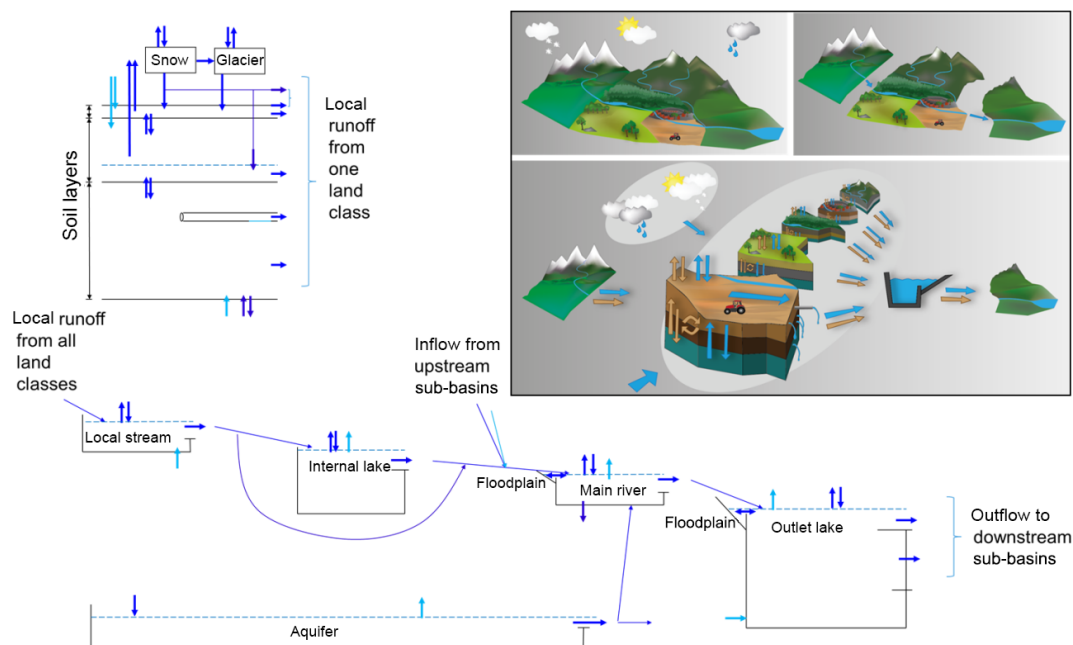 Snow
Glacier
Local
runoff
from
one
land
class
Soil layers
Local runoff
from all
land
classes
Inflow from
upstream
sub-basins
Local stream
Internal lake
Floodplain
Main river
Floodplain
Outlet lake
Outflow to
downstream
sub-basins
Aquifer